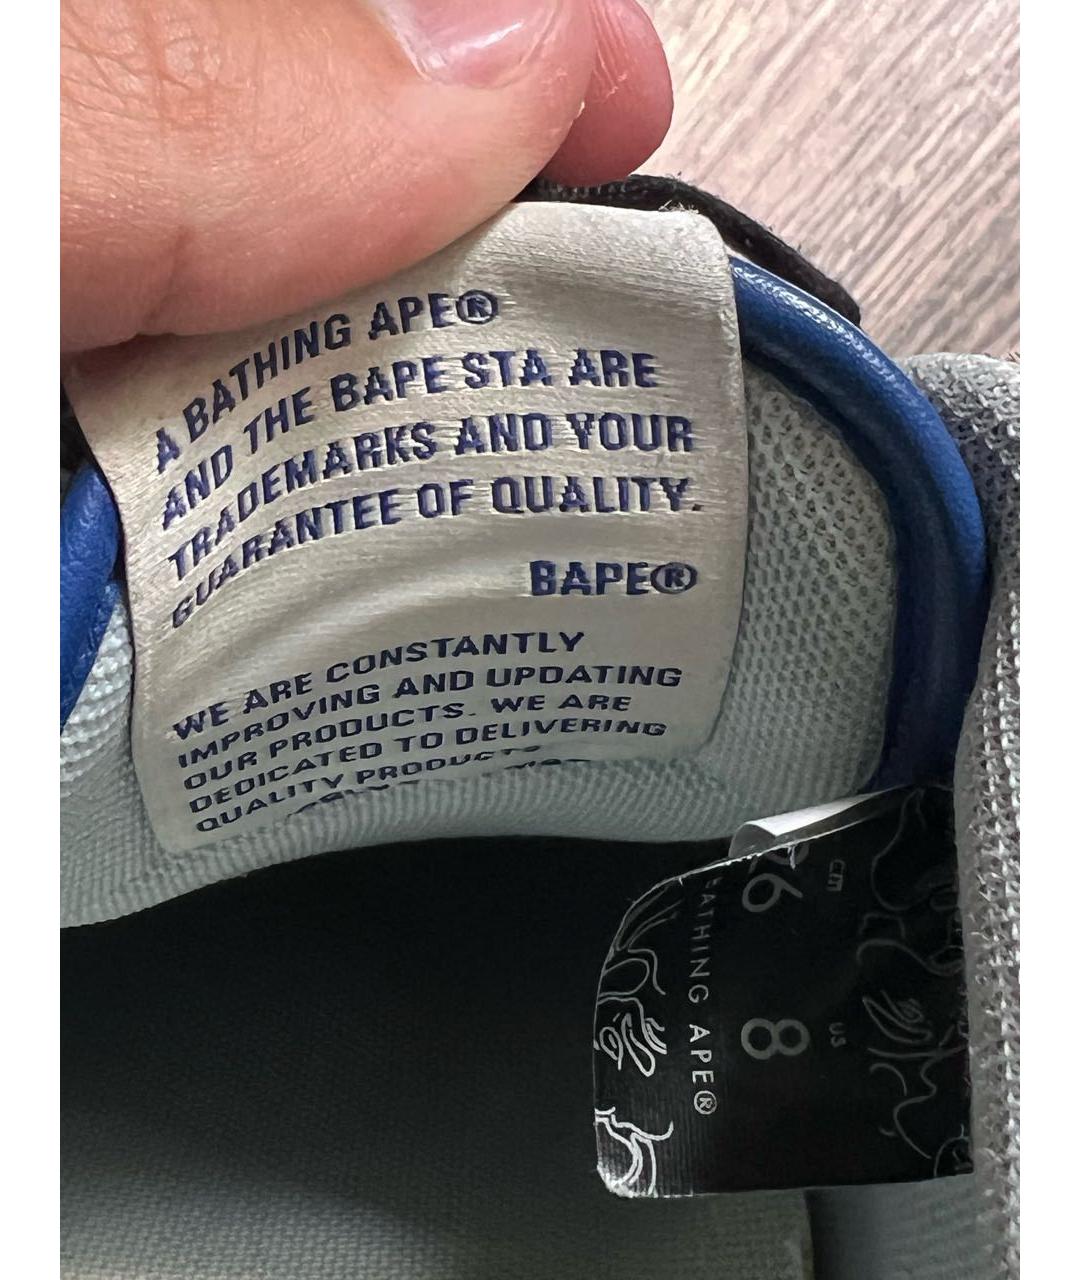 A BATHING APE®
AND THE BAPE STA ARE
TRADEMARKS AND YOUR
GUARANTEE OF QUALITY.
BAPE®
WE ARE CONSTANTLY
IMPROVING AND UPDATING
OUR PRODUCTS. WE ARE
DEDICATED TO DELIVERING
QUALITY
26 CM
8 US
BATHING APE®